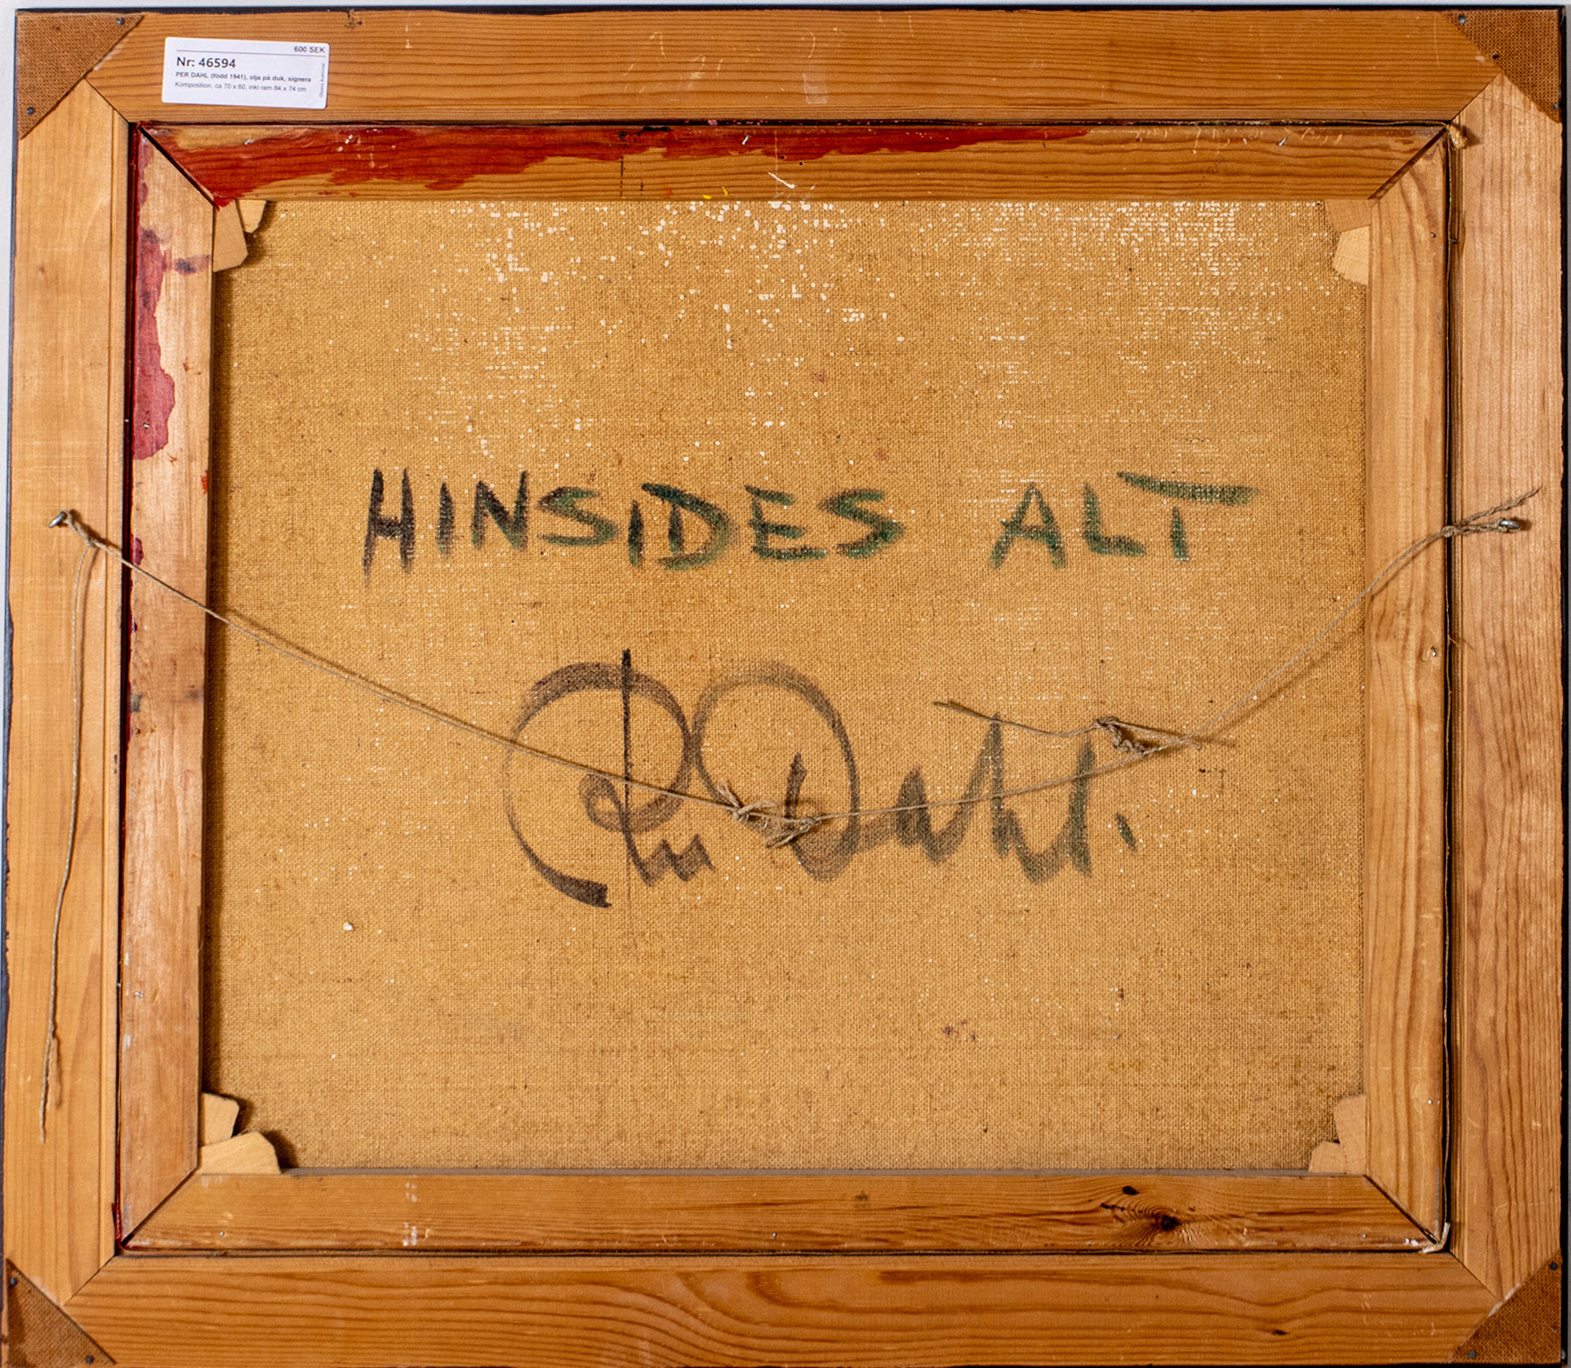 600 SEK
Nr: 46594
PER DAHL (född 1941), olja på duk, signera
Komposition, ca 70 x 60, inkl ram 84 x 74 cm
HINSIDES ALT
Per Dahl.